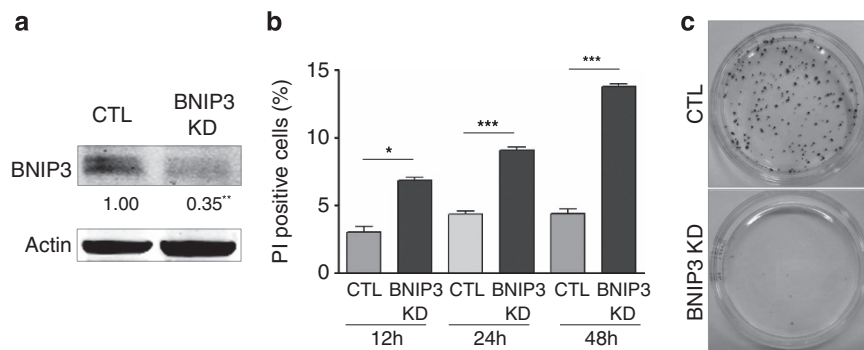 a
CTL
BNIP3
KD
BNIP3
1.00
0.35**
Actin
b
PI positive cells (%)
15
10
5
0
*
***
***
CTL
BNIP3
KD
CTL
BNIP3
KD
CTL
BNIP3
KD
12h
24h
48h
c
CTL
BNIP3 KD